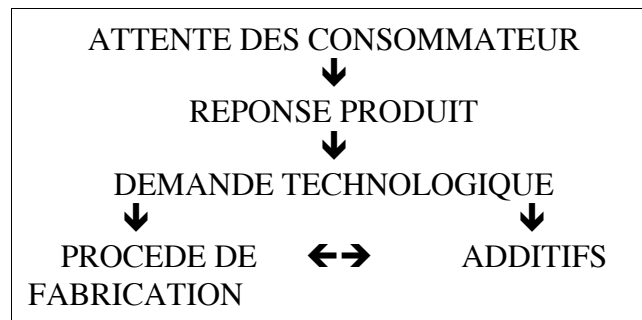 ATTENTE DES CONSOMMATEUR
REPONSE PRODUIT
DEMANDE TECHNOLOGIQUE
PROCEDE DE ADDITIFS
FABRICATION